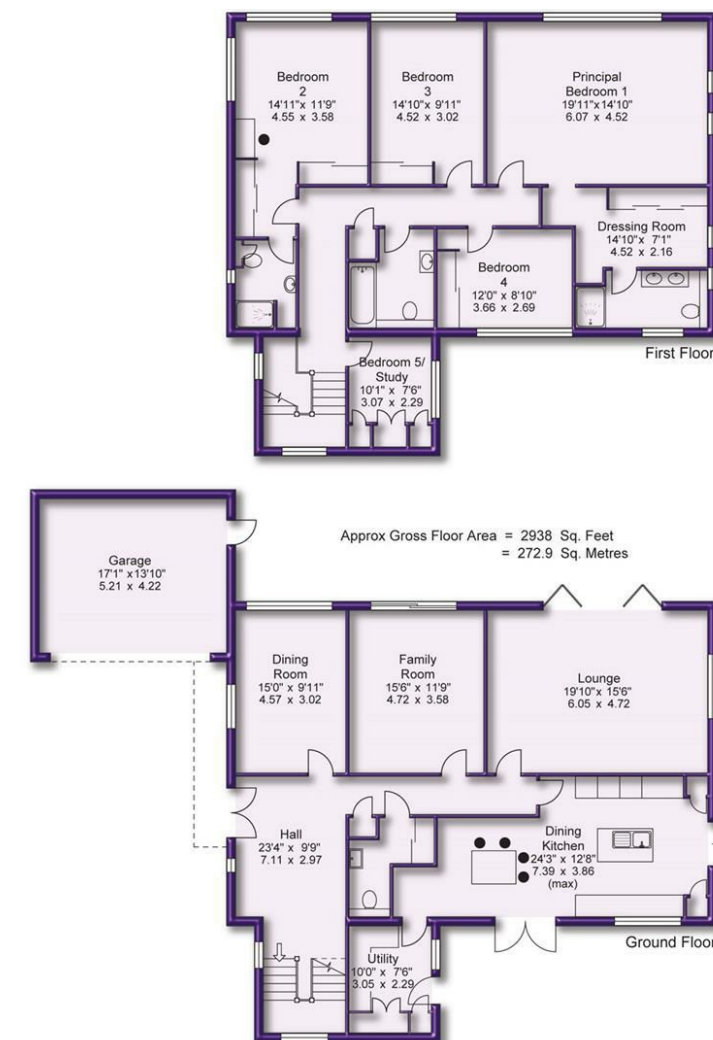 Bedroom
2
14'11" x 11'9"
4.55 x 3.58
Bedroom
3
14'10" x 9'11"
4.52 x 3.02
Principal
Bedroom 1
19'11" x 14'10"
6.07 x 4.52
Dressing Room
14'10" x 7'1"
4.52 x 2.16
Bedroom
4
12'0" x 8'10"
3.66 x 2.69
First Floor
Bedroom 5/
Study
10'1" x 7'6"
3.07 x 2.29
Approx Gross Floor Area = 2938 Sq. Feet
= 272.9 Sq. Metres
Garage
17'1" x 13'10"
5.21 x 4.22
Dining
Room
15'0" x 9'11"
4.57 x 3.02
Family
Room
15'6" x 11'9"
4.72 x 3.58
Lounge
19'10" x 15'6"
6.05 x 4.72
Hall
23'4" x 9'9"
7.11 x 2.97
Dining
Kitchen
24'3" x 12'8"
7.39 x 3.86
(max)
Ground Floor
Utility
10'0" x 7'6"
3.05 x 2.29